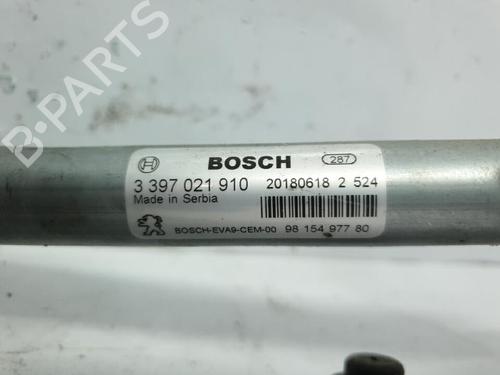 BOSCH 287
3 397 021 910 20180618 2 524
Made in Serbia
BOSCH-EVA9-CEM-00 98 154 977 80
B-PARTS